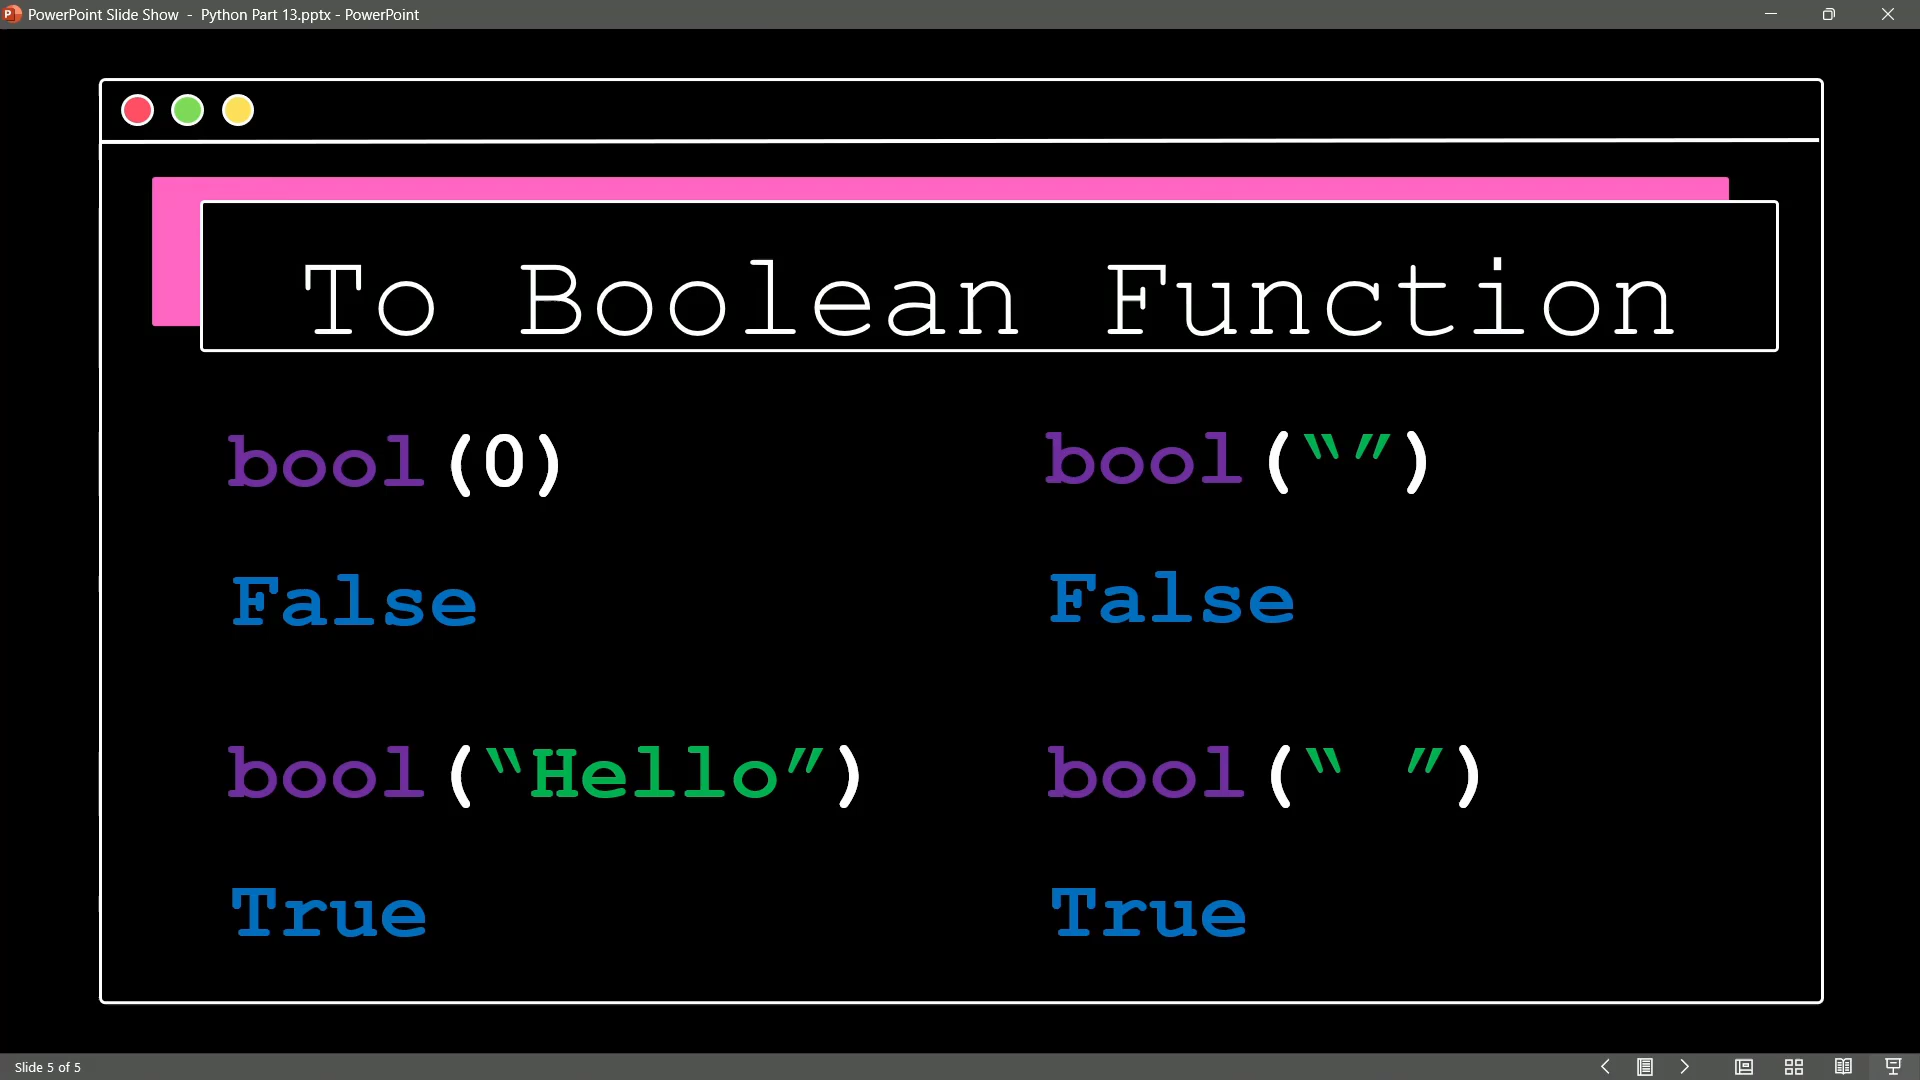 PowerPoint Slide Show - Python Part 13.pptx - PowerPoint
To Boolean Function
bool(0)
False
bool(“”)
False
bool(“Hello”)
True
bool(“ ”)
True
Slide 5 of 5